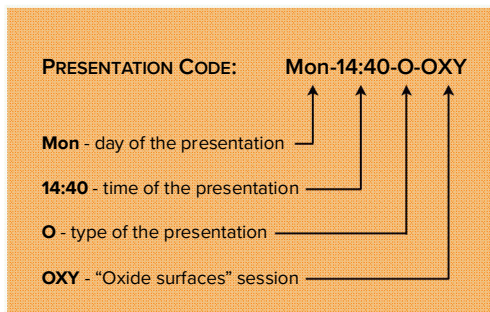 PRESENTATION CODE: Mon-14:40-O-OXY
Mon - day of the presentation
14:40 - time of the presentation
O - type of the presentation
OXY - “Oxide surfaces” session